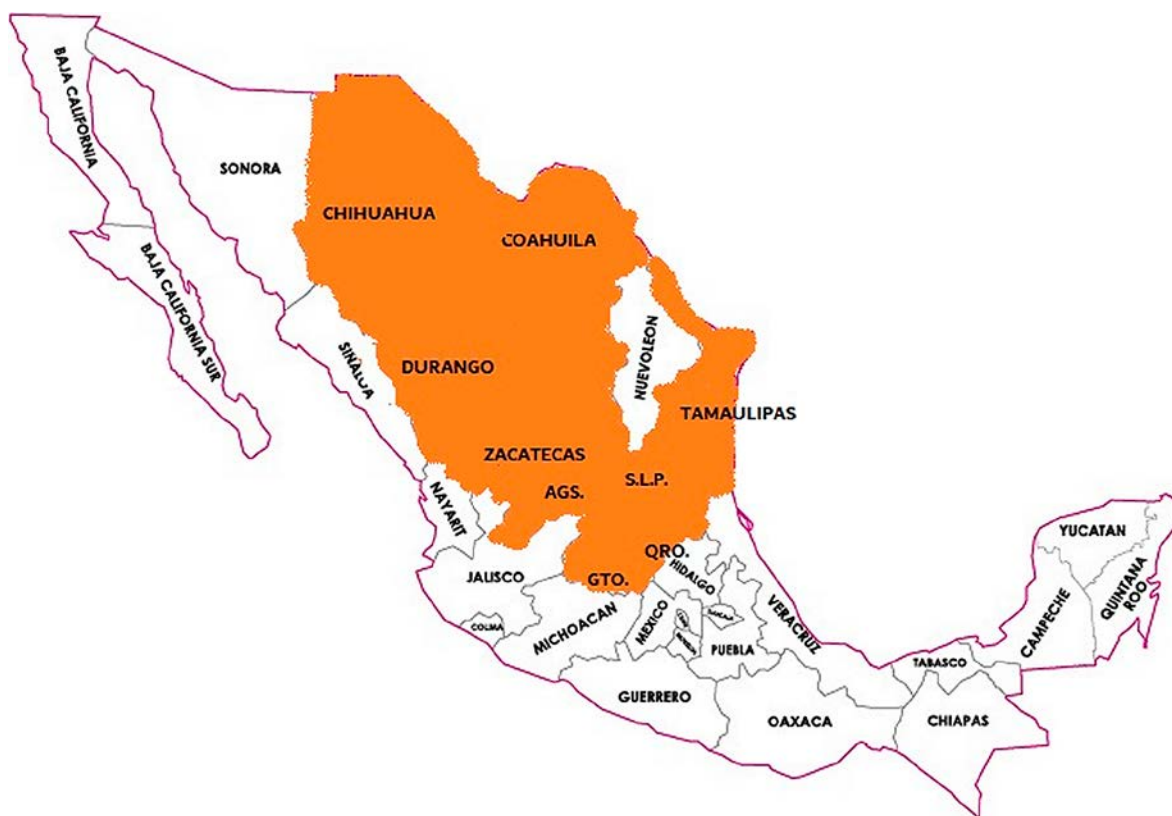 BAJA CALIFORNIA
SONORA
CHIHUAHUA
COAHUILA
BAJA CALIFORNIA SUR
SINALOA
DURANGO
NUEVOLEON
TAMAULIPAS
ZACATECAS
S.L.P.
AGS.
NAYARIT
QRO.
HIDALGO
JALISCO
GTO.
COLIMA
MICHOACAN
MEXICO
PUEBLA
VERACRUZ
GUERRERO
OAXACA
TABASCO
CHIAPAS
CAMPECHE
YUCATAN
QUINTANA
ROO